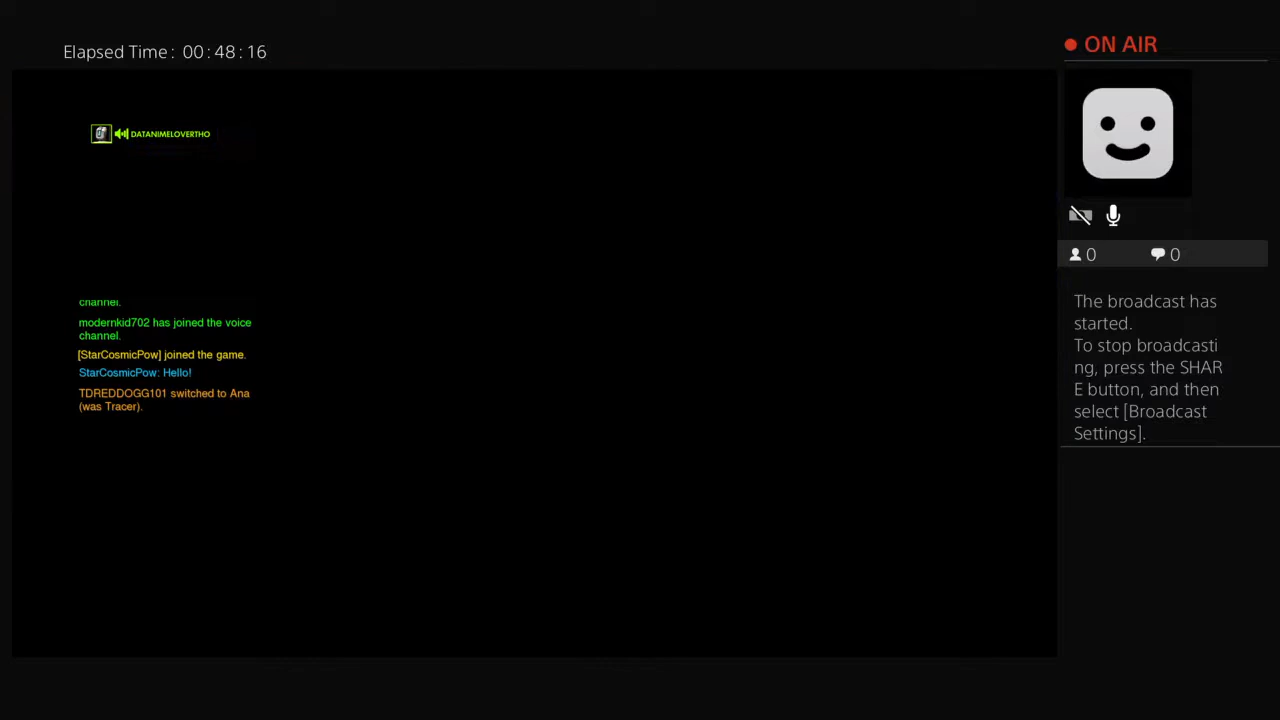 Elapsed Time: 00:48:16
ON AIR
DATANIMELOVERTHO
0 0
channel.
modernkid702 has joined the voice
channel.
[StarCosmicPow] joined the game.
StarCosmicPow: Hello!
TDREDDOGG101 switched to Ana
(was Tracer).
The broadcast has
started.
To stop broadcasti
ng, press the SHAR
E button, and then
select [Broadcast
Settings].